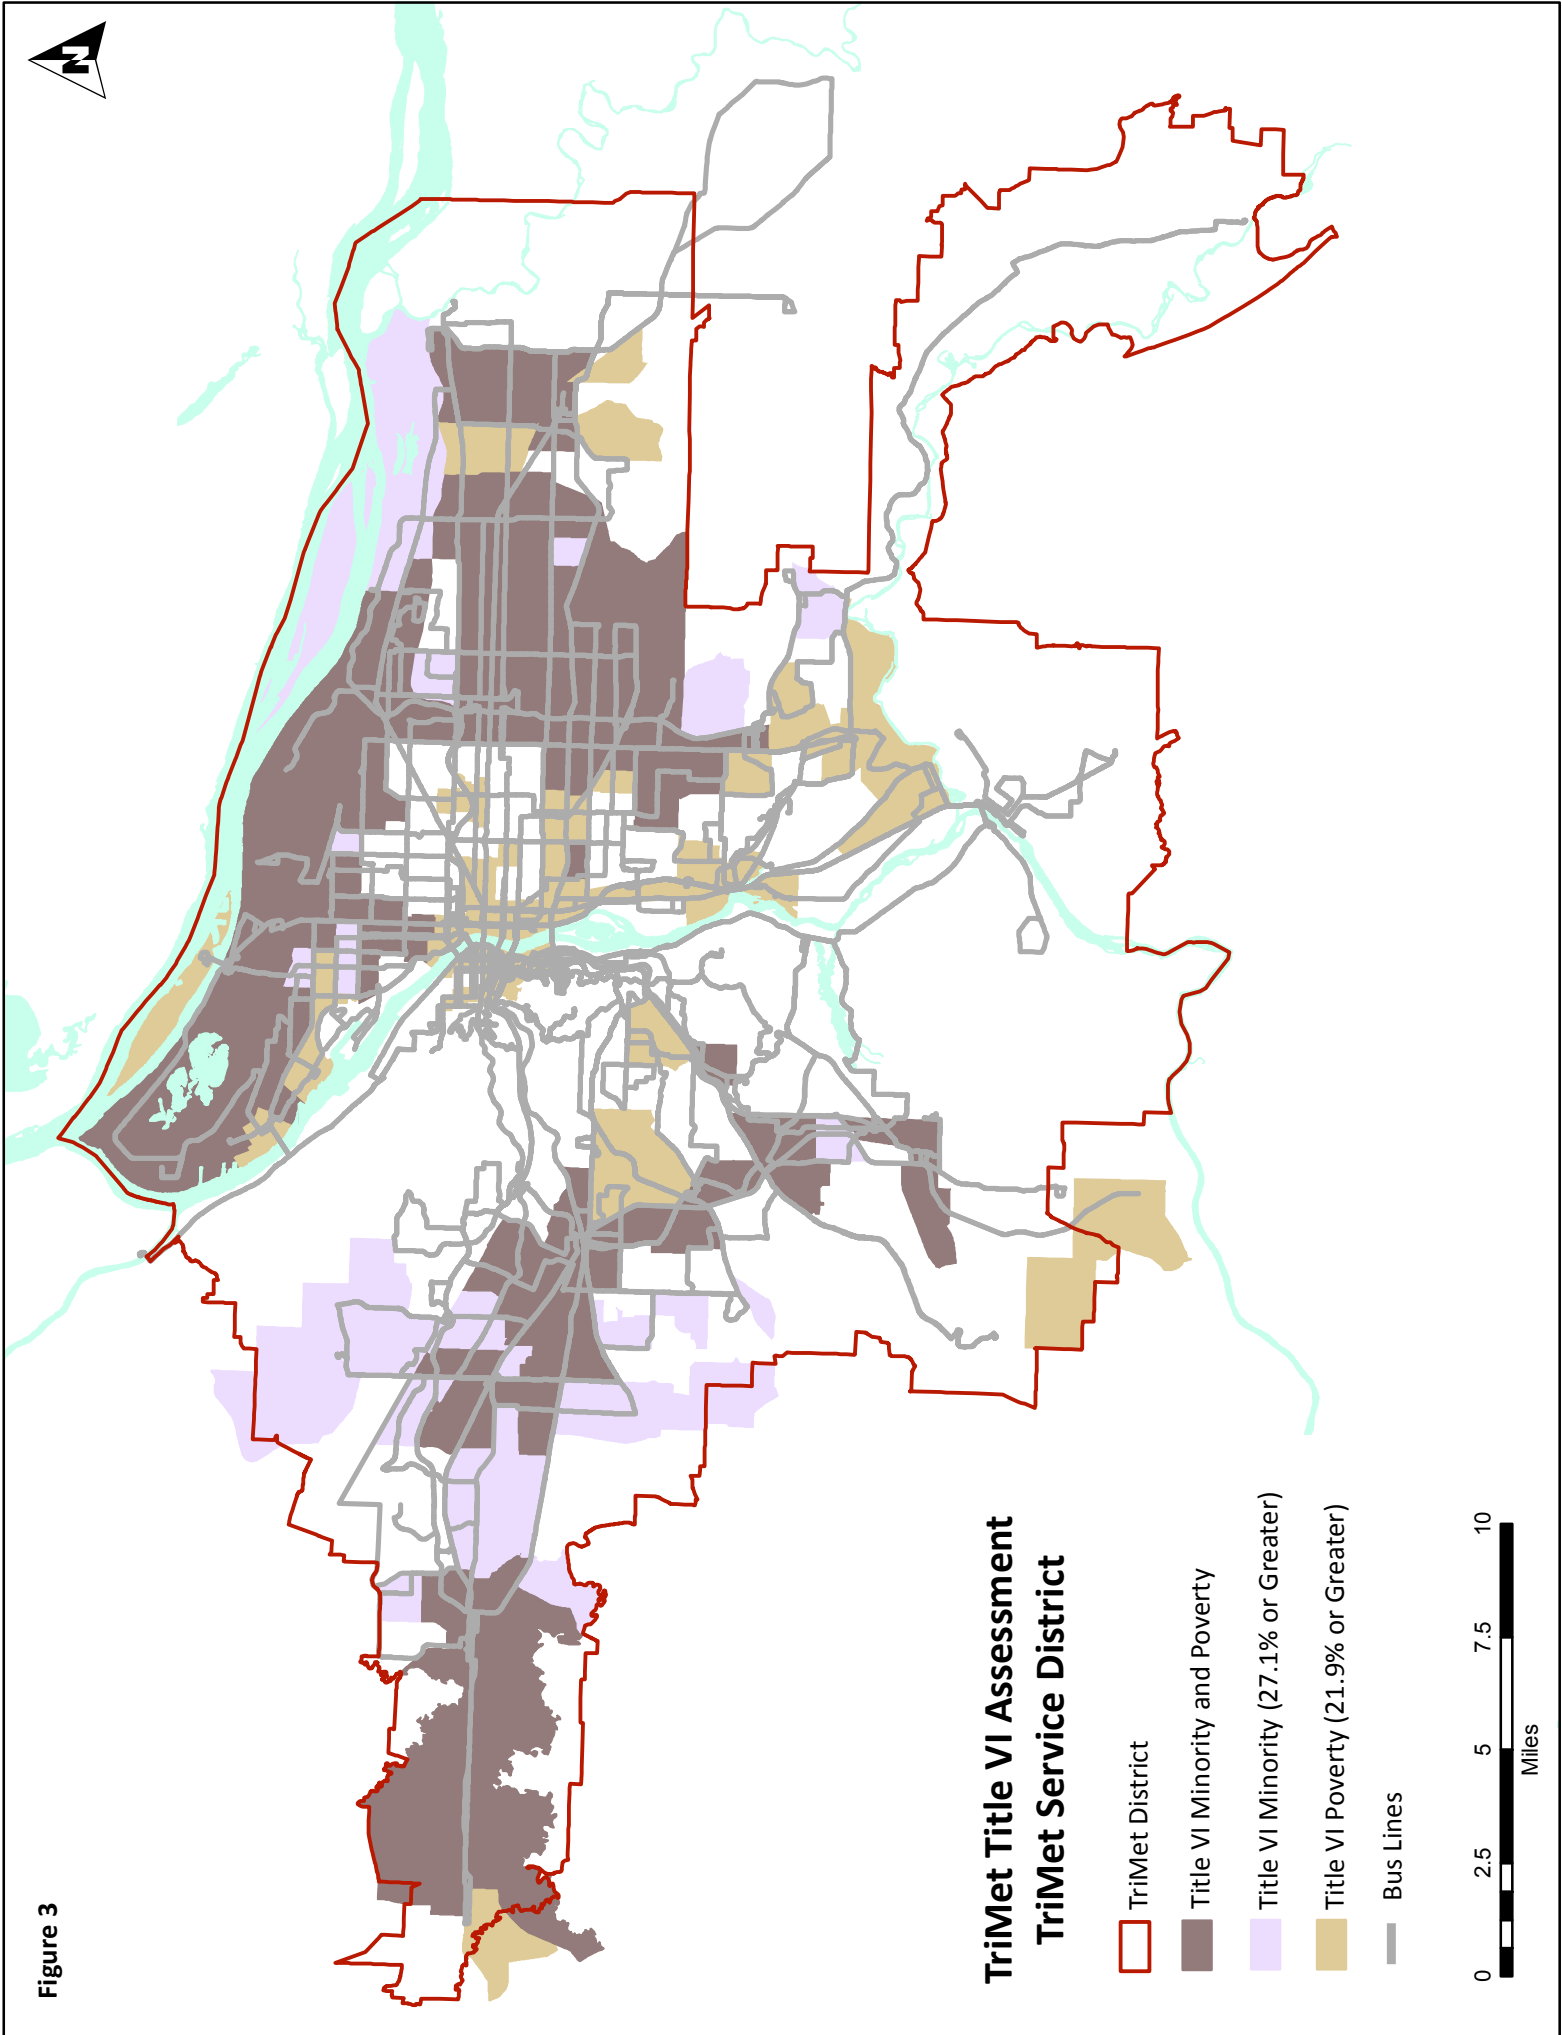 Figure 3
N
TriMet Title VI Assessment
TriMet Service District
TriMet District
Title VI Minority and Poverty
Title VI Minority (27.1% or Greater)
Title VI Poverty (21.9% or Greater)
Bus Lines
0 2.5 5 7.5 10
Miles